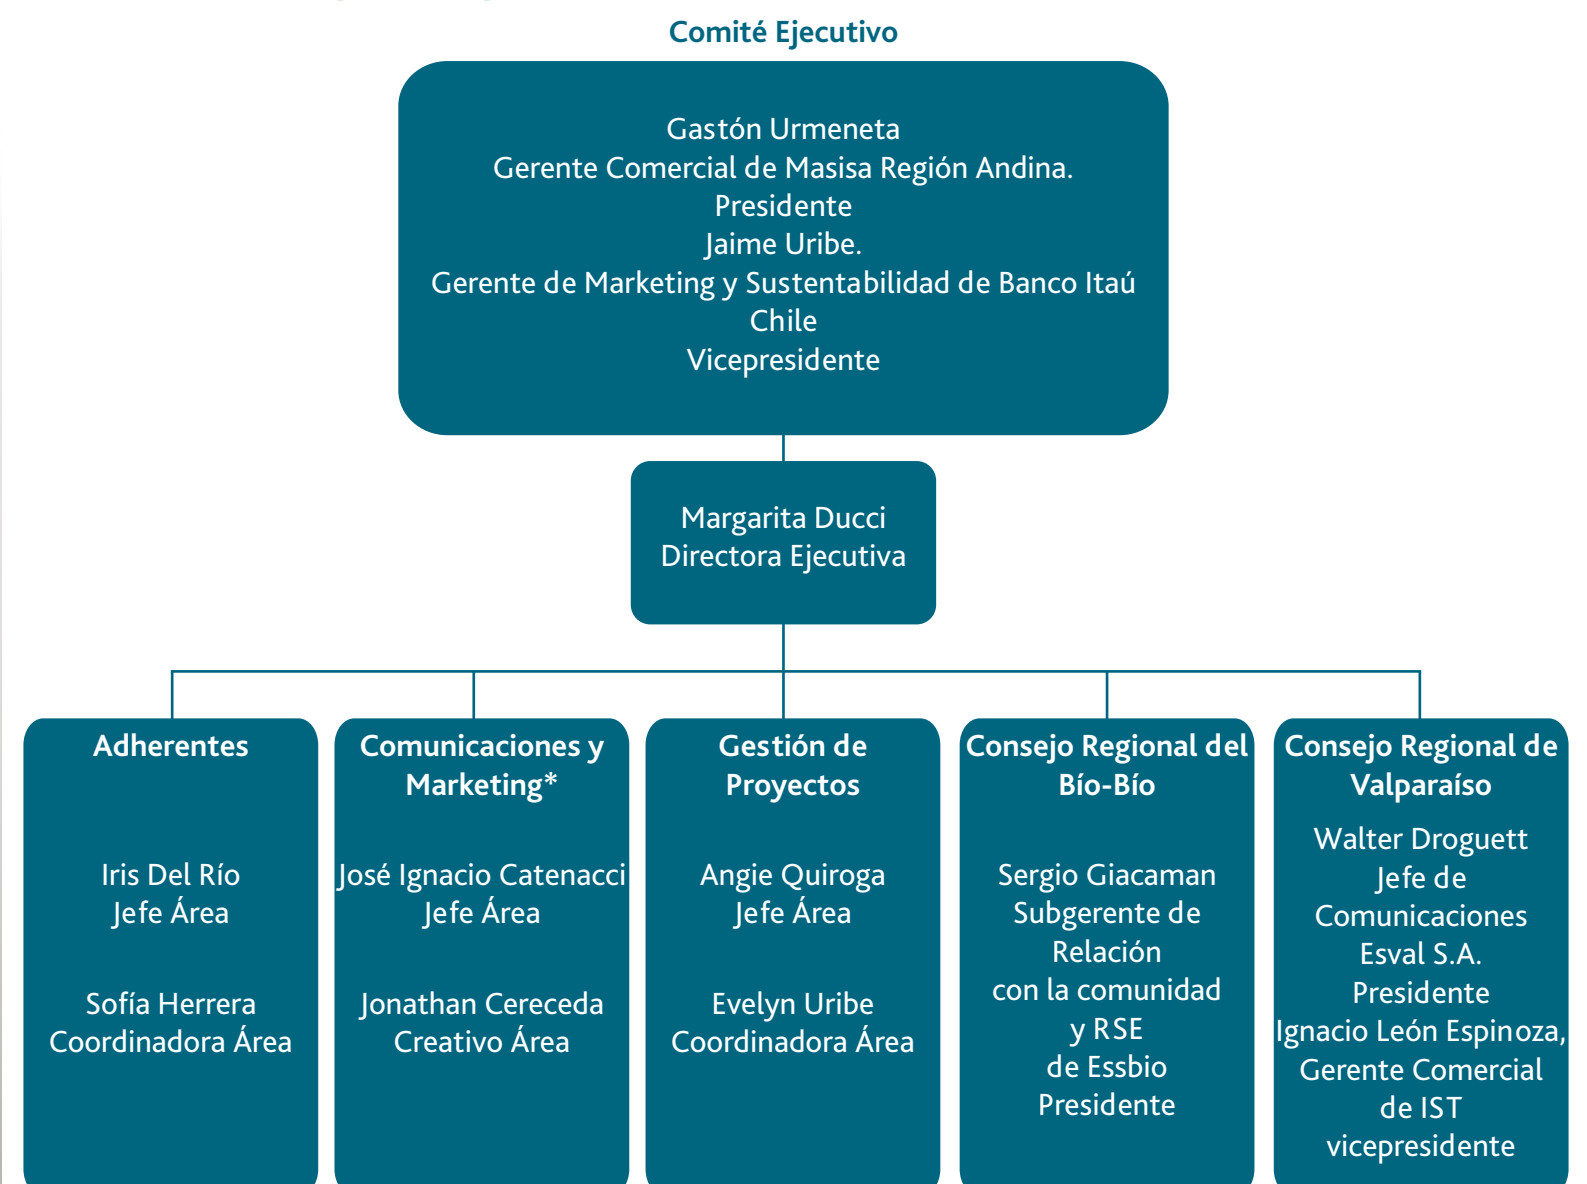 Comité Ejecutivo
Gastón Urmeneta
Gerente Comercial de Masisa Región Andina.
Presidente
Jaime Uribe.
Gerente de Marketing y Sustentabilidad de Banco Itaú
Chile
Vicepresidente
Margarita Ducci
Directora Ejecutiva
Adherentes
Iris Del Río
Jefe Área
Sofía Herrera
Coordinadora Área
Comunicaciones y
Marketing*
José Ignacio Catenacci
Jefe Área
Jonathan Cereceda
Creativo Área
Gestión de
Proyectos
Angie Quiroga
Jefe Área
Evelyn Uribe
Coordinadora Área
Consejo Regional del
Bío-Bío
Sergio Giacaman
Subgerente de
Relación
con la comunidad
y RSE
de Essbio
Presidente
Consejo Regional de
Valparaíso
Walter Droguett
Jefe de
Comunicaciones
Esval S.A.
Presidente
Ignacio León Espinoza,
Gerente Comercial
de IST
vicepresidente